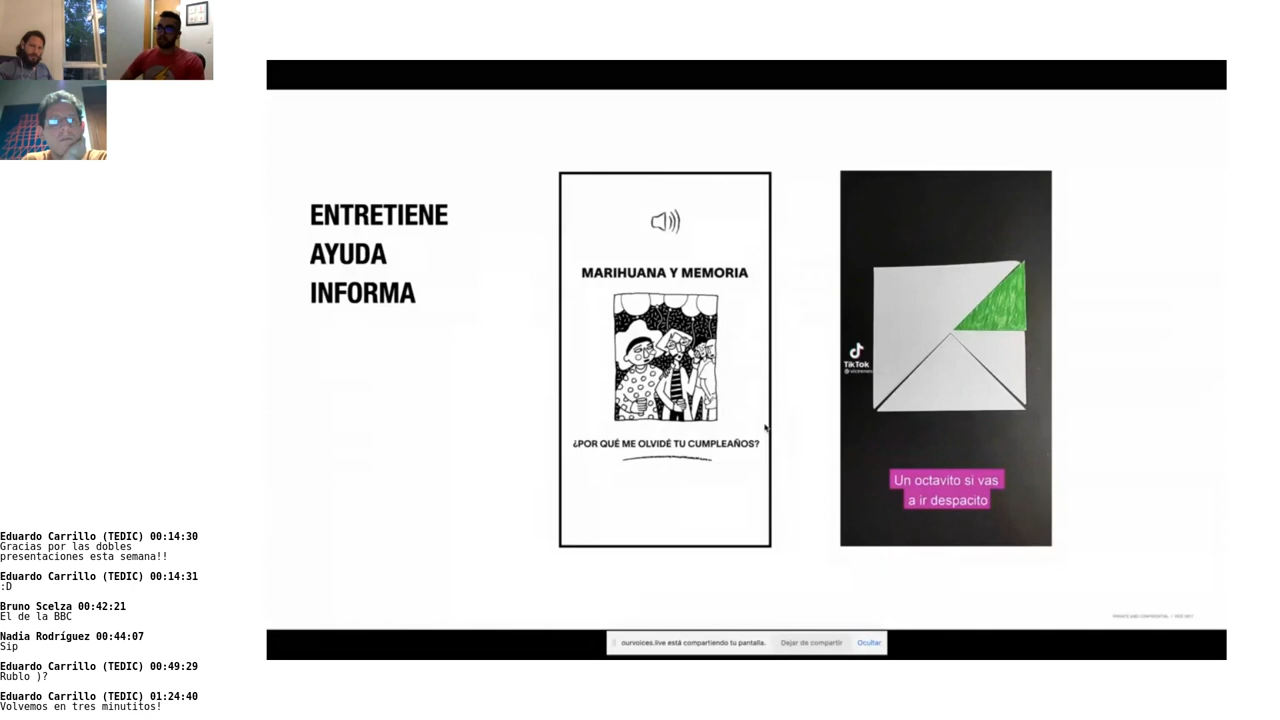 ENTRETIENE
AYUDA
INFORMA
MARIHUANA Y MEMORIA
¿POR QUÉ ME OLVIDÉ TU CUMPLEAÑOS?
TikTok
Un octavito si vas
a ir despacito
ourvoices.live está compartiendo tu pantalla.
Dejar de compartir
Ocultar
Eduardo Carrillo (TEDIC) 00:14:30
Gracias por las dobles
presentaciones esta semana!!
Eduardo Carrillo (TEDIC) 00:14:31
:D
Bruno Scelza 00:42:21
El de la BBC
Nadia Rodríguez 00:44:07
Sip
Eduardo Carrillo (TEDIC) 00:49:29
Rublo )?
Eduardo Carrillo (TEDIC) 01:24:40
Volvemos en tres minutitos!